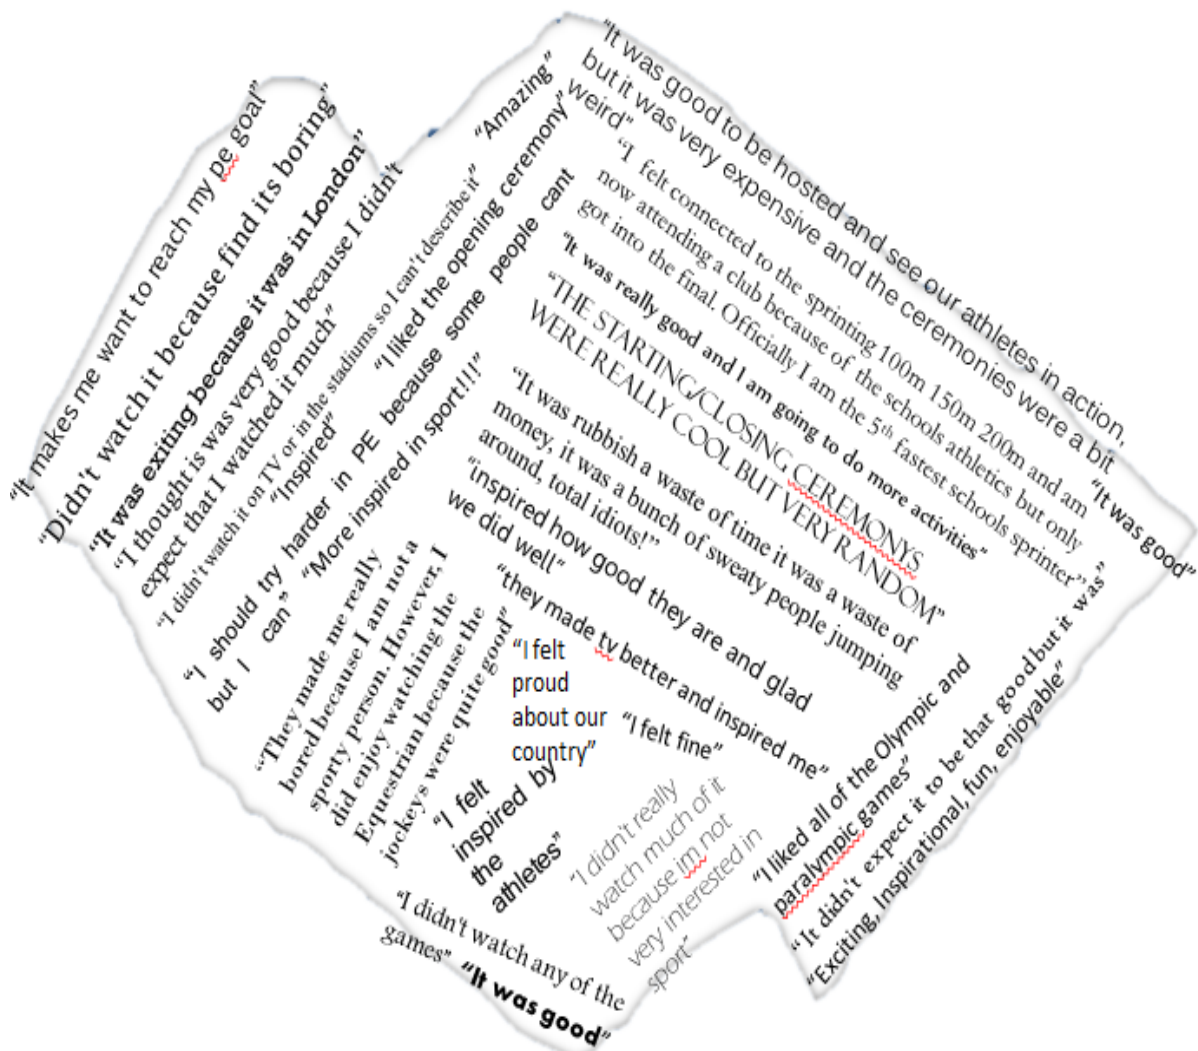 “It makes me want to reach my pe goal”
“Didn't watch it because find its boring”
“It was exiting because it was in London”
“I thought is was very good because I didn't
expect that I watched it much”
“I didn't watch it on TV or in the stadiums so I can't describe it”
“Inspired”
“Amazing”
“I liked the opening ceremony”
“I should try harder in PE because some people cant
but I can”
“More inspired in sport!!!”
“It was good to be hosted and see our athletes in action,
but it was very expensive and the ceremonies were a bit
weird”
“I felt connected to the sprinting 100m 150m 200m and am
now attending a club because of the schools athletics but only
got into the final. Officially I am the 5th fastest schools sprinter”
“It was really good and I am going to do more activities”
“THE STARTING/CLOSING CEREMONYS
WERE REALLY COOL BUT VERY RANDOM”
“It was good”
“It was rubbish a waste of time it was a waste of
money, it was a bunch of sweaty people jumping
around, total idiots!”
“inspired how good they are and glad
we did well”
“they made tv better and inspired me”
“They made me really
bored because I am not a
sporty person. However, I
did enjoy watching the
Equestrian because the
jockeys were quite good”
“I felt
proud
about our
country”
“I felt fine”
“I felt
inspired by
the
athletes”
“I didn't really
watch much of it
because im not
very interested in
sport”
“I liked all of the Olympic and
paralympic games”
“It didn't expect it to be that good but it was”
“Exciting, Inspirational, fun, enjoyable”
“I didn't watch any of the
games”
“It was good”